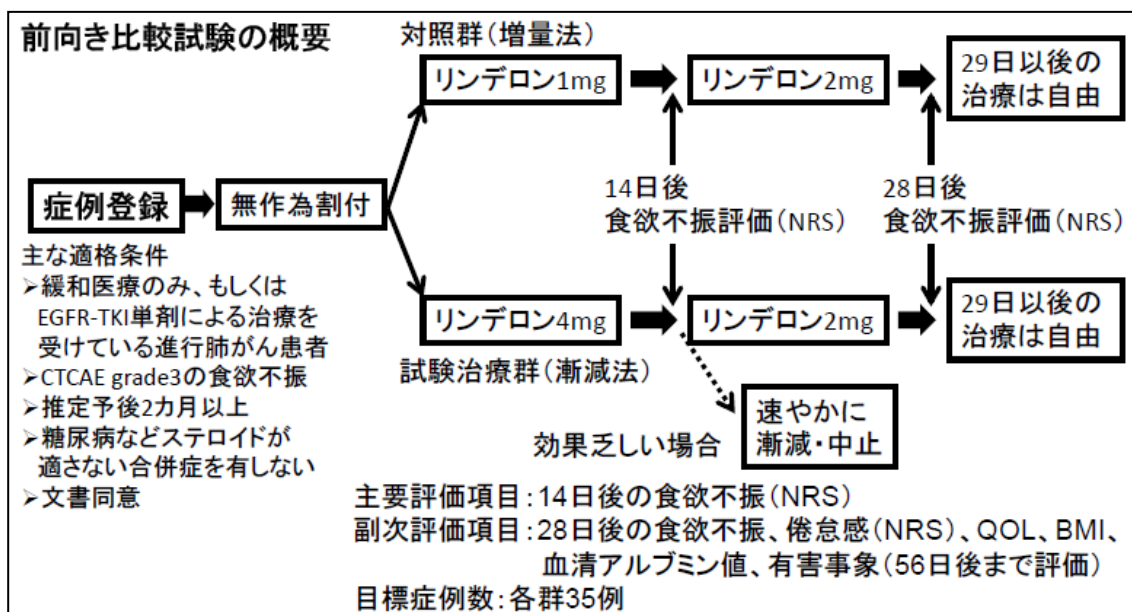 前向き比較試験の概要
対照群(増量法)
リンデロン1mg
リンデロン2mg
29日以後の
治療は自由
症例登録
無作為割付
14日後
食欲不振評価(NRS)
28日後
食欲不振評価(NRS)
主な適格条件
➢緩和医療のみ、もしくは
EGFR-TKI単剤による治療を
受けている進行肺がん患者
➢CTCAE grade3の食欲不振
➢推定予後2カ月以上
➢糖尿病などステロイドが
適さない合併症を有しない
➢文書同意
リンデロン4mg
リンデロン2mg
29日以後の
治療は自由
試験治療群(漸減法)
効果乏しい場合
速やかに
漸減・中止
主要評価項目:14日後の食欲不振(NRS)
副次評価項目:28日後の食欲不振、倦怠感(NRS)、QOL、BMI、
血清アルブミン値、有害事象(56日後まで評価)
目標症例数:各群35例